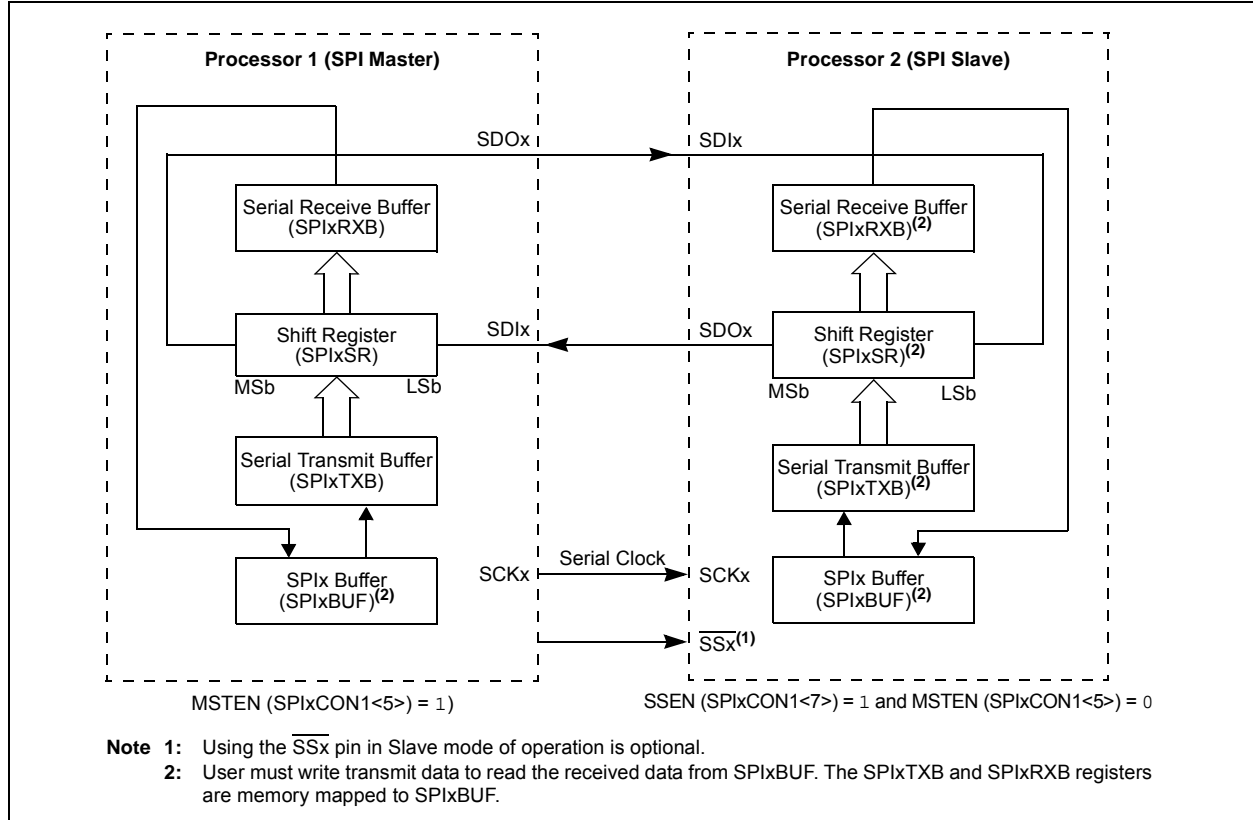 Processor 1 (SPI Master)
Processor 2 (SPI Slave)
SDOx
SDIx
Serial Receive Buffer
(SPIxRXB)
Serial Receive Buffer
(SPIxRXB)(2)
Shift Register
(SPIxSR)
SDIx
SDOx
Shift Register
(SPIxSR)(2)
MSb
LSb
MSb
LSb
Serial Transmit Buffer
(SPIxTXB)
Serial Transmit Buffer
(SPIxTXB)(2)
SPIx Buffer
(SPIxBUF)(2)
SCKx
Serial Clock
SCKx
SPIx Buffer
(SPIxBUF)(2)
SSx(1)
MSTEN (SPIxCON1<5>) = 1)
SSEN (SPIxCON1<7>) = 1 and MSTEN (SPIxCON1<5>) = 0
Note 1: Using the SSx pin in Slave mode of operation is optional.
2: User must write transmit data to read the received data from SPIxBUF. The SPIxTXB and SPIxRXB registers
are memory mapped to SPIxBUF.